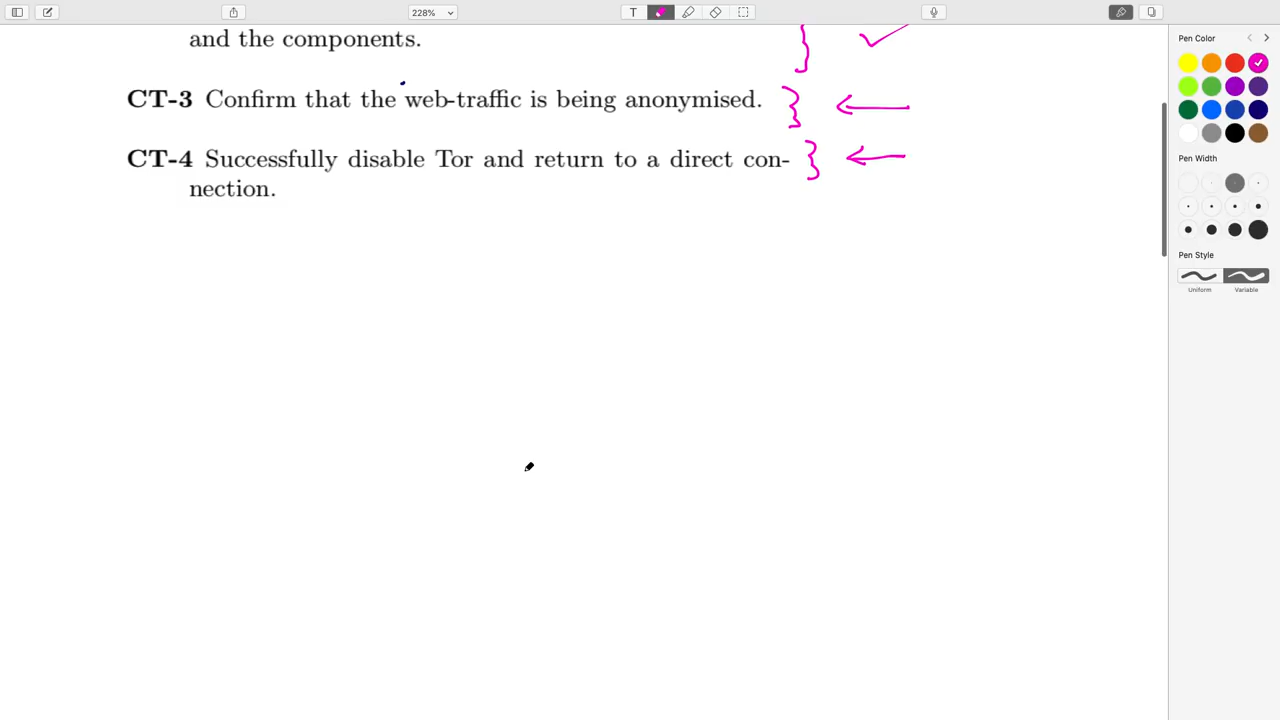 228%
T
and the components.
Pen Color
CT-3 Confirm that the web-traffic is being anonymised.
CT-4 Successfully disable Tor and return to a direct con-
nection.
Pen Width
Pen Style
Uniform
Variable